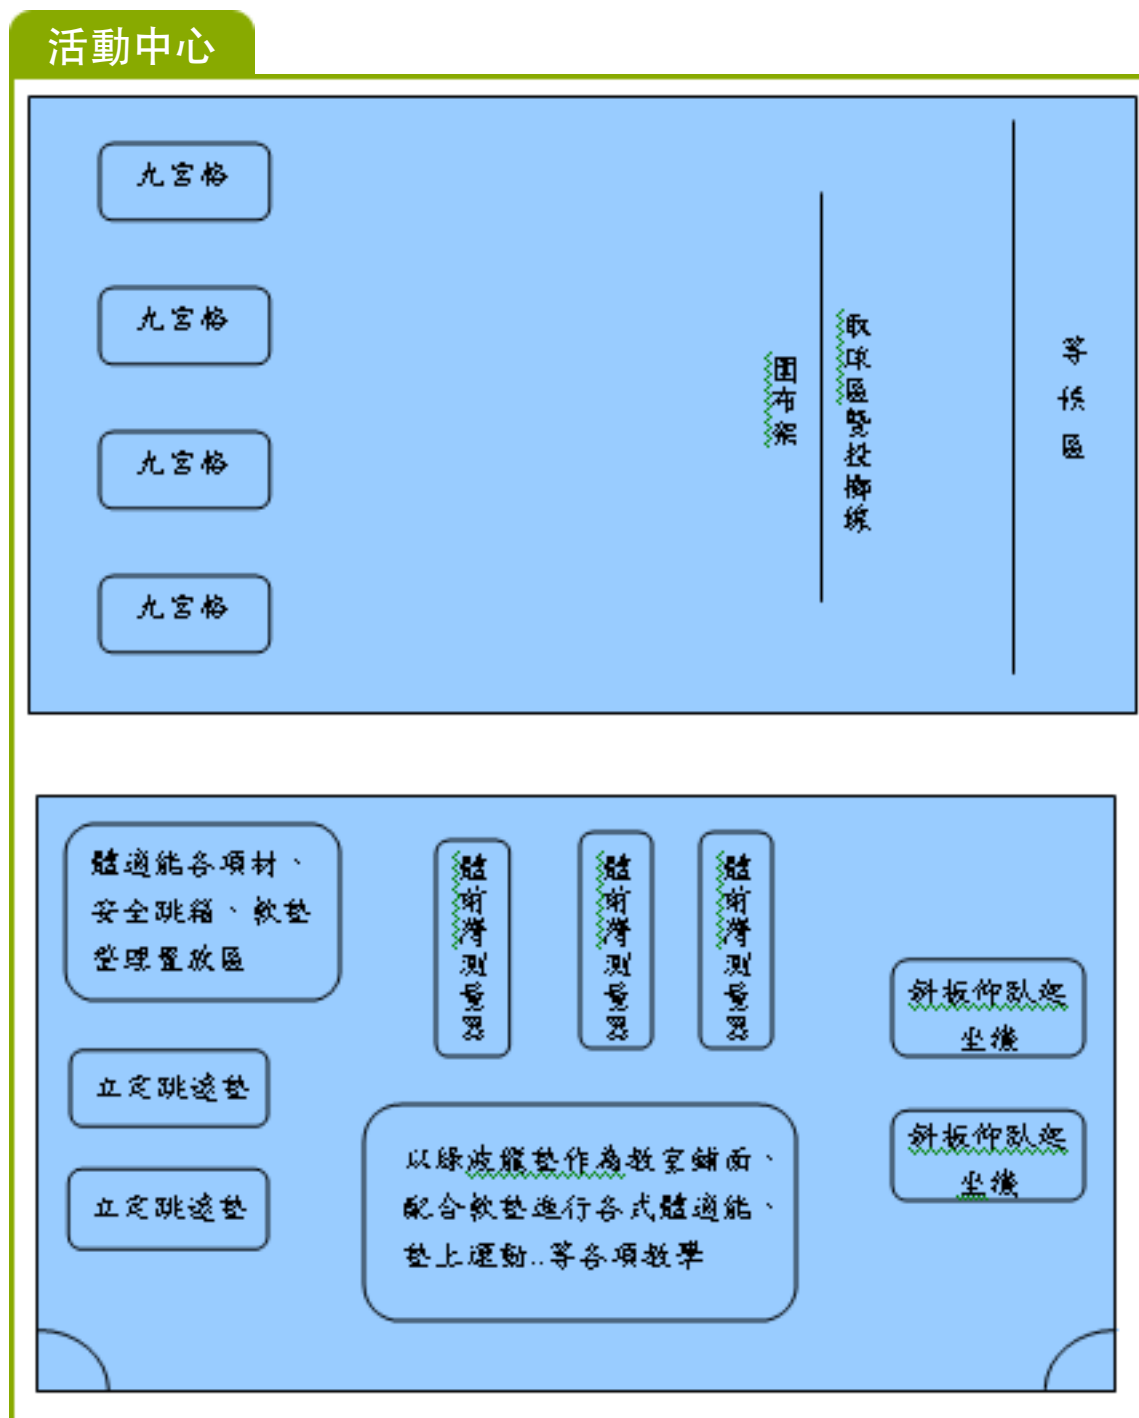 活動中心
九宮格
九宮格
九宮格
九宮格
圍布架
取球區暨投擲線
等候區
體適能各項材、
安全跳箱、軟墊
整理置放區
體前彎測量器
體前彎測量器
體前彎測量器
斜板仰臥起
坐機
斜板仰臥起
坐機
立定跳遠墊
立定跳遠墊
以綠波龍墊作為教室鋪面、
配合軟墊進行各式體適能、
墊上運動..等各項教學